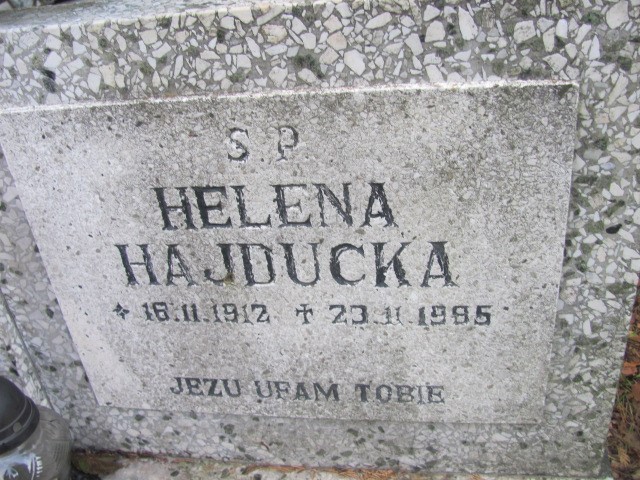 S.P
HELENA
HAJDUCKA
* 18.11.1912 ✝ 23.11.1995
JEZU UFAM TOBIE